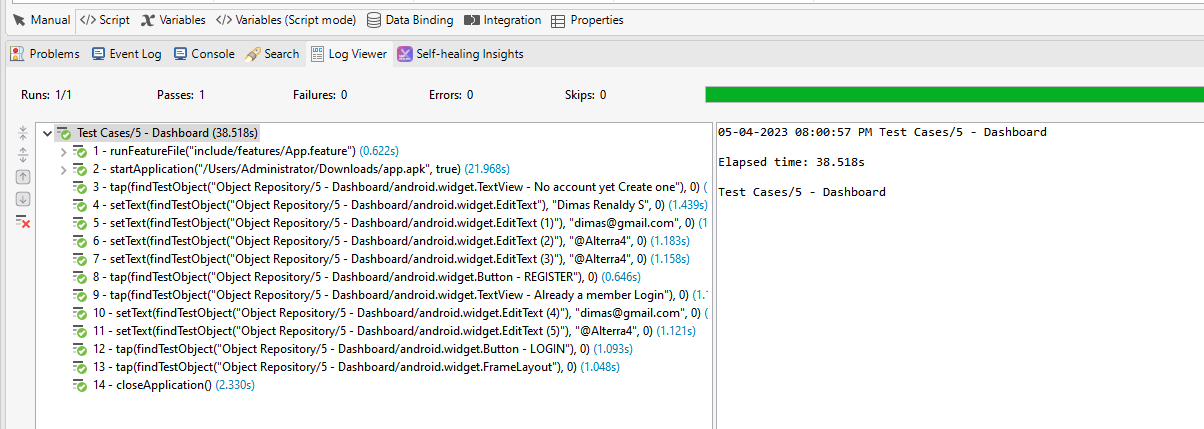 Manual Script Variables Variables (Script mode) Data Binding Integration Properties
Problems Event Log Console Search Log Viewer Self-healing Insights
Runs: 1/1 Passes: 1 Failures: 0 Errors: 0 Skips: 0
Test Cases/5 - Dashboard (38.518s)
1 - runFeatureFile("include/features/App.feature") (0.622s)
2 - startApplication("/Users/Administrator/Downloads/app.apk", true) (21.968s)
3 - tap(findTestObject("Object Repository/5 - Dashboard/android.widget.TextView - No account yet Create one"), 0) (
4 - setText(findTestObject("Object Repository/5 - Dashboard/android.widget.EditText"), "Dimas Renaldy S", 0) (1.439s)
5 - setText(findTestObject("Object Repository/5 - Dashboard/android.widget.EditText (1)"), "dimas@gmail.com", 0) (1
6 - setText(findTestObject("Object Repository/5 - Dashboard/android.widget.EditText (2)"), "@Alterra4", 0) (1.183s)
7 - setText(findTestObject("Object Repository/5 - Dashboard/android.widget.EditText (3)"), "@Alterra4", 0) (1.158s)
8 - tap(findTestObject("Object Repository/5 - Dashboard/android.widget.Button - REGISTER"), 0) (0.646s)
9 - tap(findTestObject("Object Repository/5 - Dashboard/android.widget.TextView - Already a member Login"), 0) (1.
10 - setText(findTestObject("Object Repository/5 - Dashboard/android.widget.EditText (4)"), "dimas@gmail.com", 0) (
11 - setText(findTestObject("Object Repository/5 - Dashboard/android.widget.EditText (5)"), "@Alterra4", 0) (1.121s)
12 - tap(findTestObject("Object Repository/5 - Dashboard/android.widget.Button - LOGIN"), 0) (1.093s)
13 - tap(findTestObject("Object Repository/5 - Dashboard/android.widget.FrameLayout"), 0) (1.048s)
14 - closeApplication() (2.330s)
05-04-2023 08:00:57 PM Test Cases/5 - Dashboard
Elapsed time: 38.518s
Test Cases/5 - Dashboard